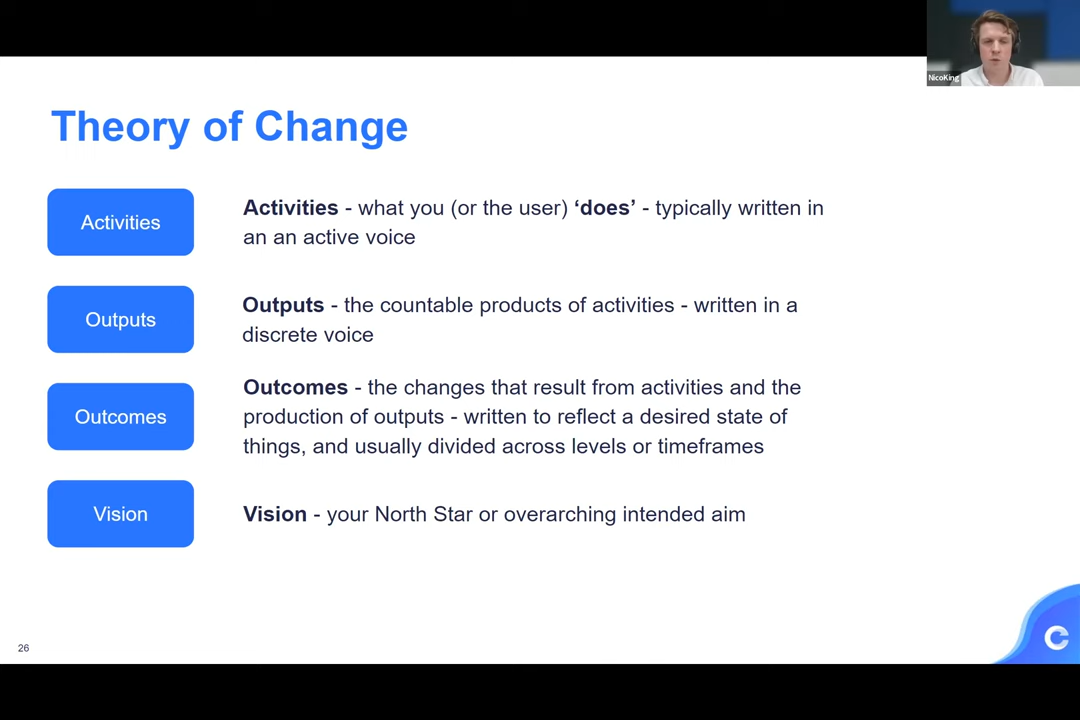 NicoKing
Theory of Change
Activities
Activities - what you (or the user) ‘does’ - typically written in
an an active voice
Outputs
Outputs - the countable products of activities - written in a
discrete voice
Outcomes
Outcomes - the changes that result from activities and the
production of outputs - written to reflect a desired state of
things, and usually divided across levels or timeframes
Vision
Vision - your North Star or overarching intended aim
26